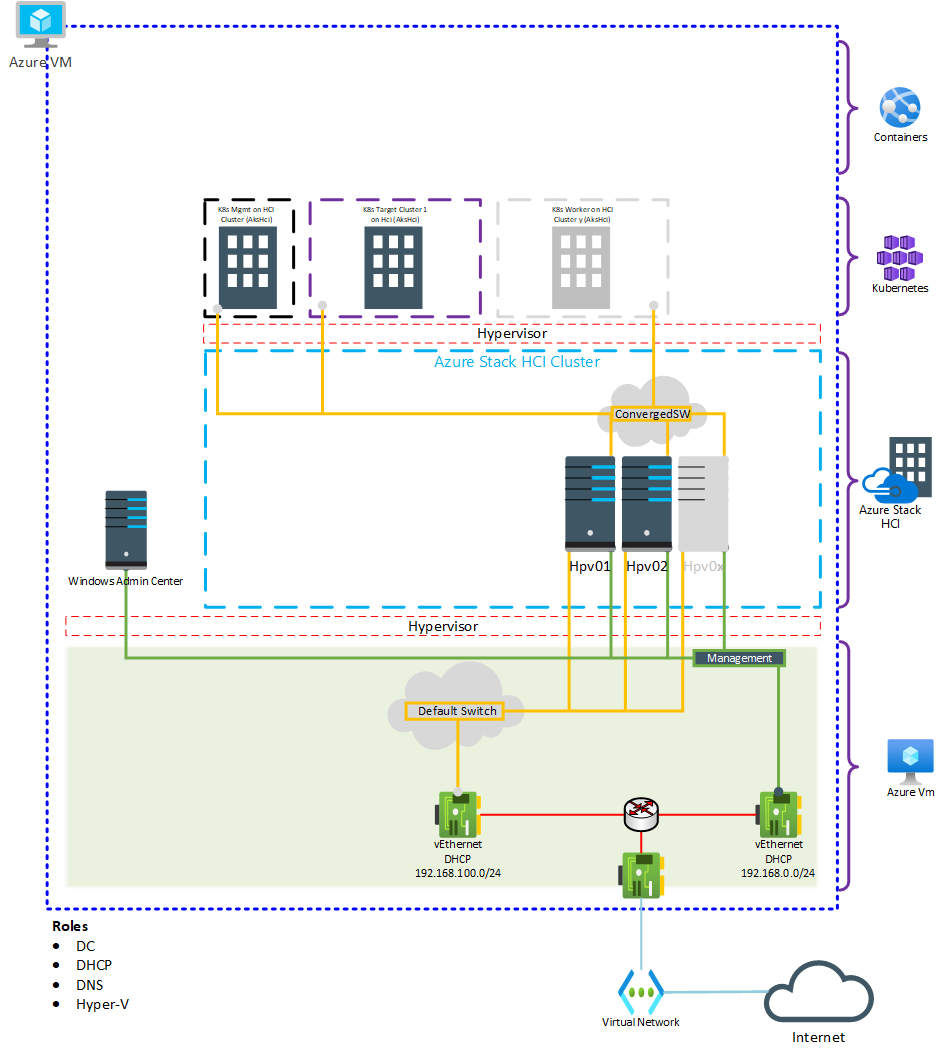 Azure VM
Containers
K8s Mgmt on HCI
Cluster (AksHci)
K8s Target Cluster 1
on Hci (AksHci)
K8s Worker on HCI
Cluster y (AksHci)
Kubernetes
Hypervisor
Azure Stack HCI Cluster
ConvergedSW
Azure Stack
HCI
Hpv01
Hpv02
Hpv0x
Windows Admin Center
Hypervisor
Management
Default Switch
Azure Vm
vEthernet
DHCP
192.168.100.0/24
vEthernet
DHCP
192.168.0.0/24
Roles
• DC
• DHCP
• DNS
• Hyper-V
Virtual Network
Internet